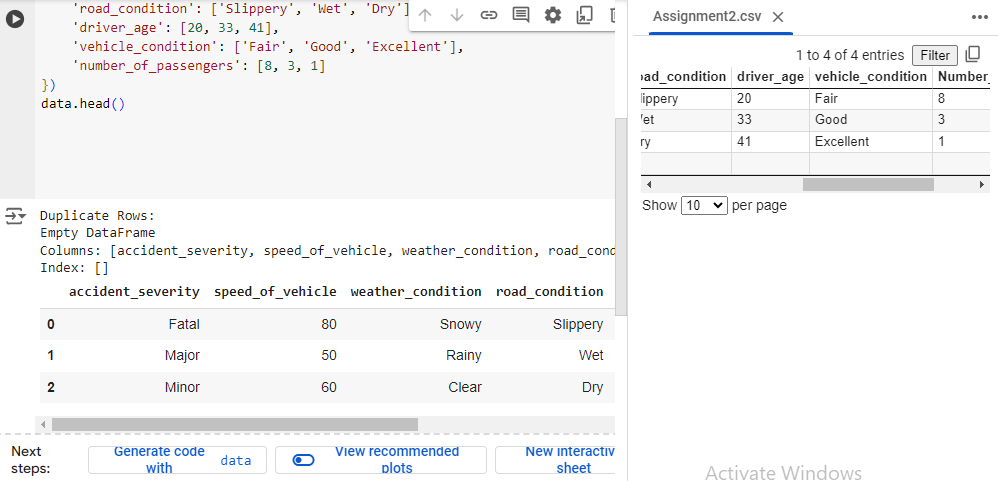 'road_condition': ['Slippery', 'Wet', 'Dry']
'driver_age': [20, 33, 41],
'vehicle_condition': ['Fair', 'Good', 'Excellent'],
'number_of_passengers': [8, 3, 1]
})
data.head()
Duplicate Rows:
Empty DataFrame
Columns: [accident_severity, speed_of_vehicle, weather_condition, road_cond
Index: []
accident_severity speed_of_vehicle weather_condition road_condition
0 Fatal 80 Snowy Slippery
1 Major 50 Rainy Wet
2 Minor 60 Clear Dry
Next steps:
Generate code with data
View recommended plots
New interactiv sheet
Assignment2.csv
1 to 4 of 4 entries Filter
oad_condition driver_age vehicle_condition Number_
lippery 20 Fair 8
et 33 Good 3
ry 41 Excellent 1
Show 10 per page
Activate Windows